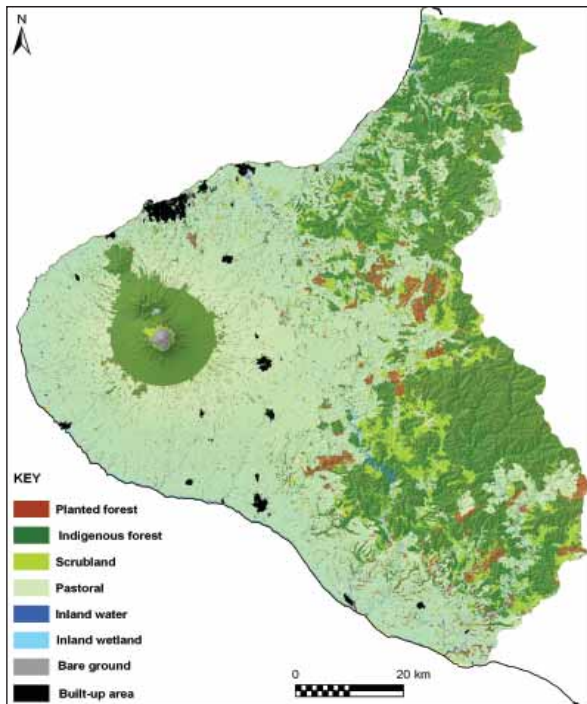 N
KEY
Planted forest
Indigenous forest
Scrubland
Pastoral
Inland water
Inland wetland
Bare ground
Built-up area
0 20 km